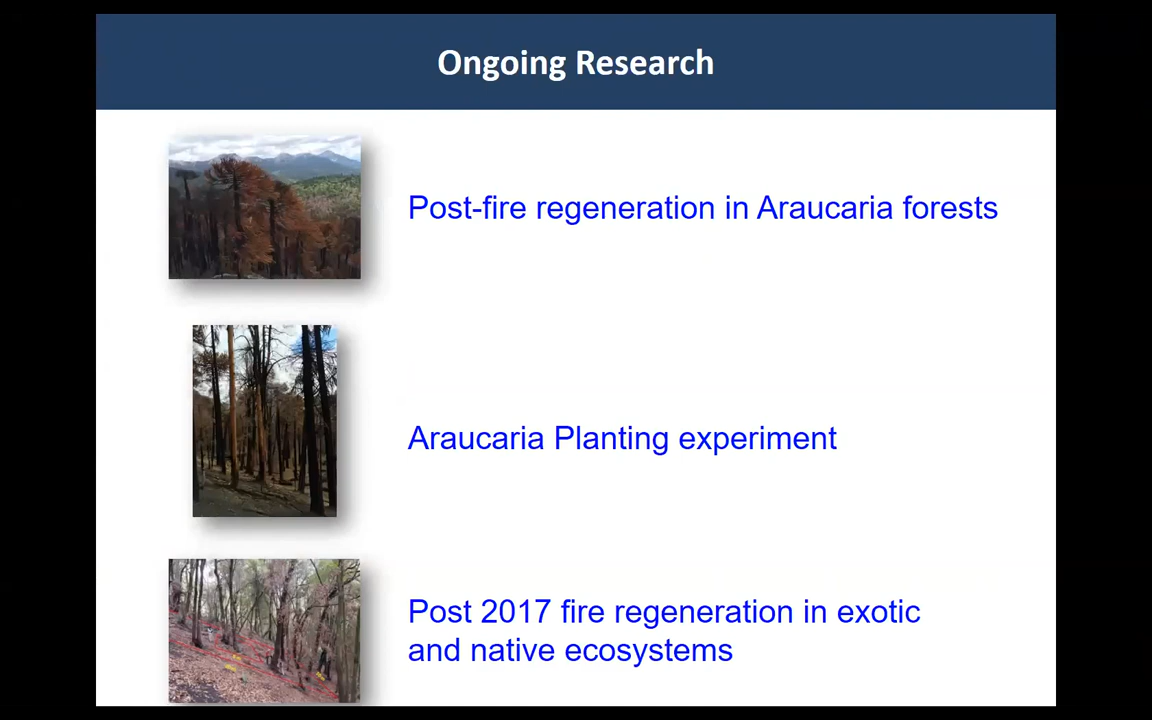 Ongoing Research
Post-fire regeneration in Araucaria forests
Araucaria Planting experiment
Post 2017 fire regeneration in exotic
and native ecosystems